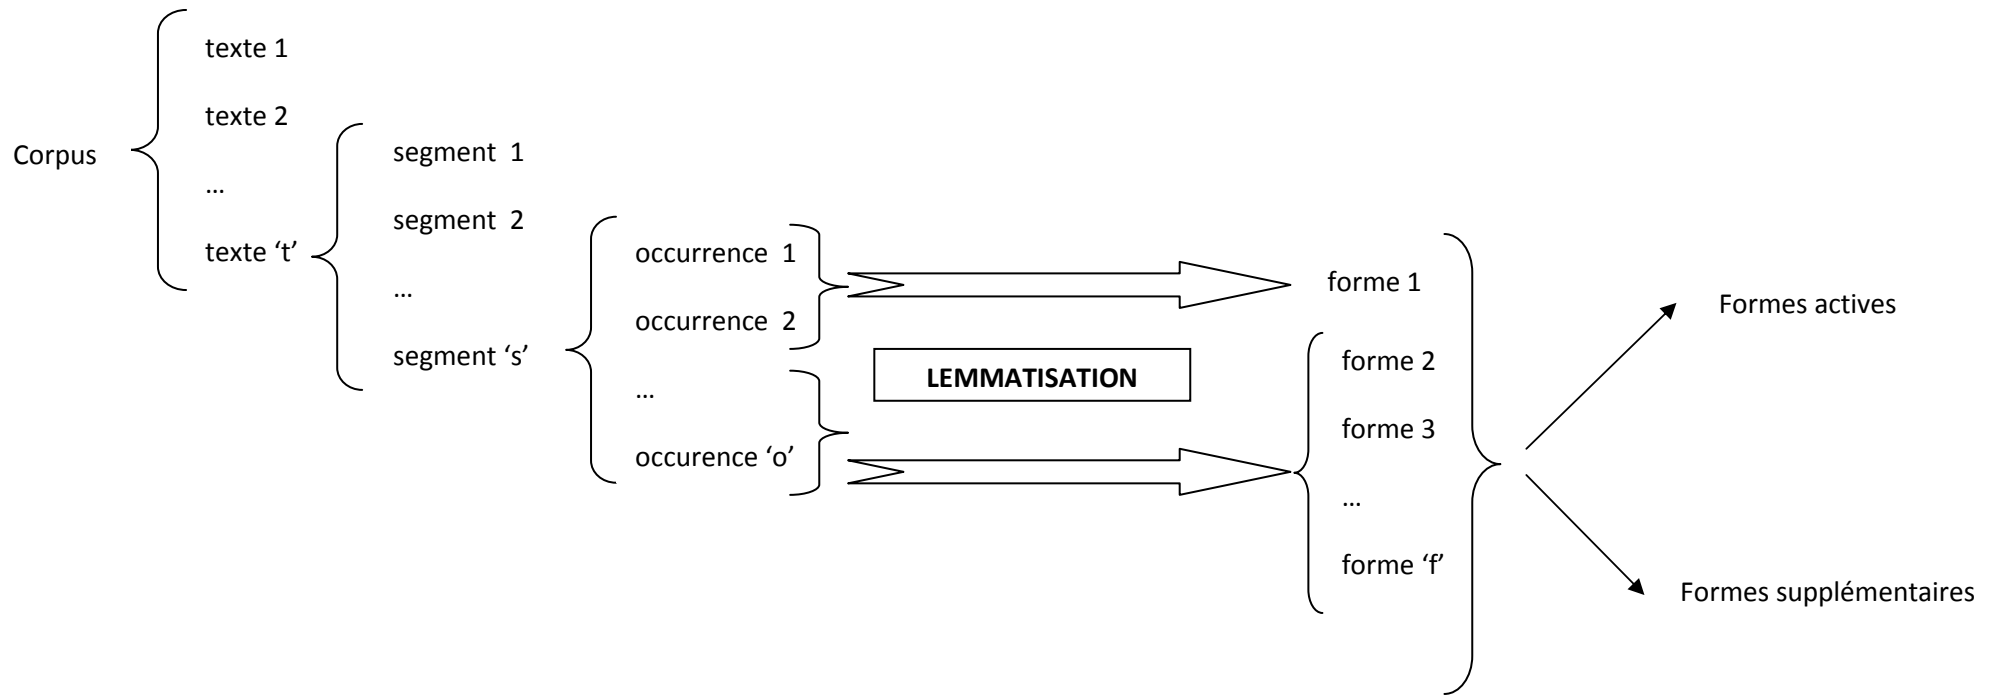 Corpus
texte 1
texte 2
...
texte ‘t’
segment 1
segment 2
...
segment ‘s’
occurrence 1
occurrence 2
...
occurence ‘o’
LEMMATISATION
forme 1
forme 2
forme 3
...
forme ‘f’
Formes actives
Formes supplémentaires